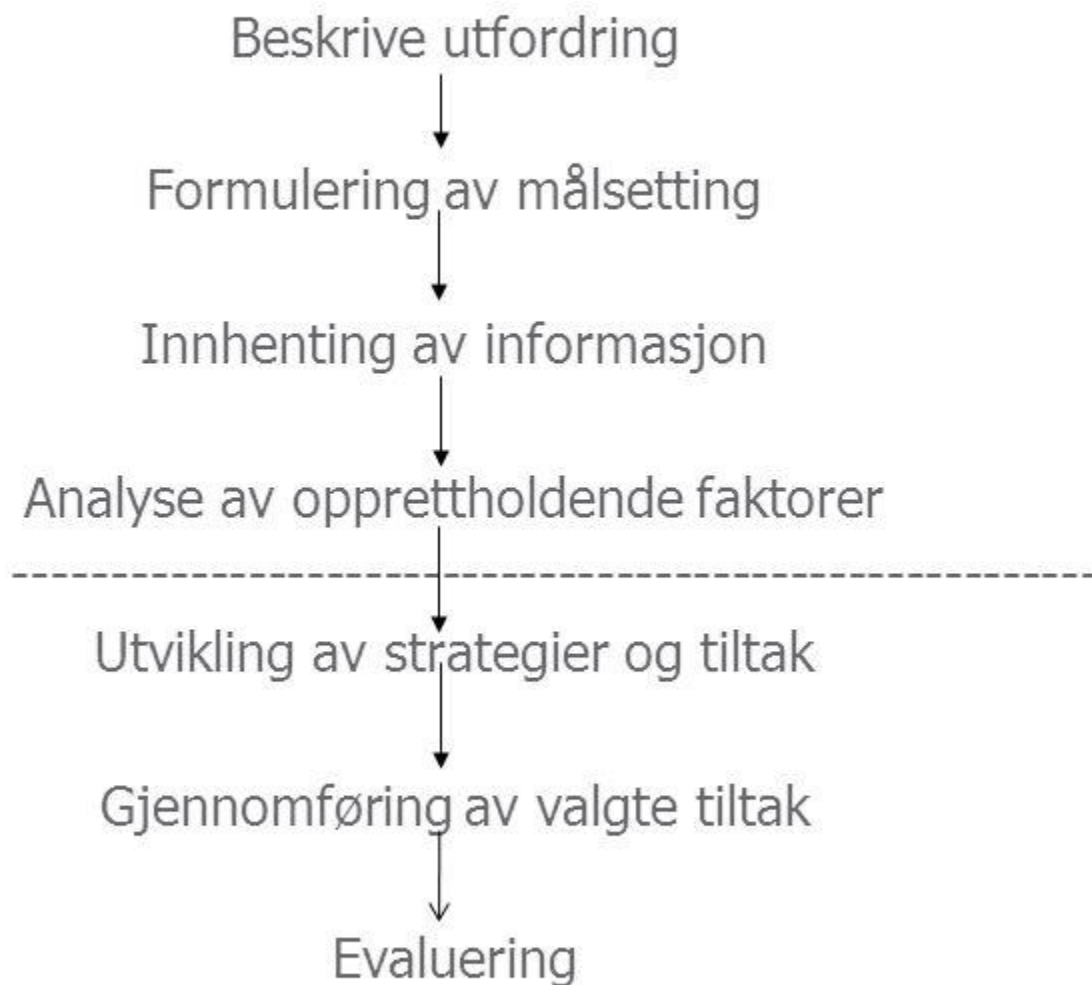 Beskrive utfordring
Formulering av målsetting
Innhenting av informasjon
Analyse av opprettholdende faktorer
Utvikling av strategier og tiltak
Gjennomføring av valgte tiltak
Evaluering